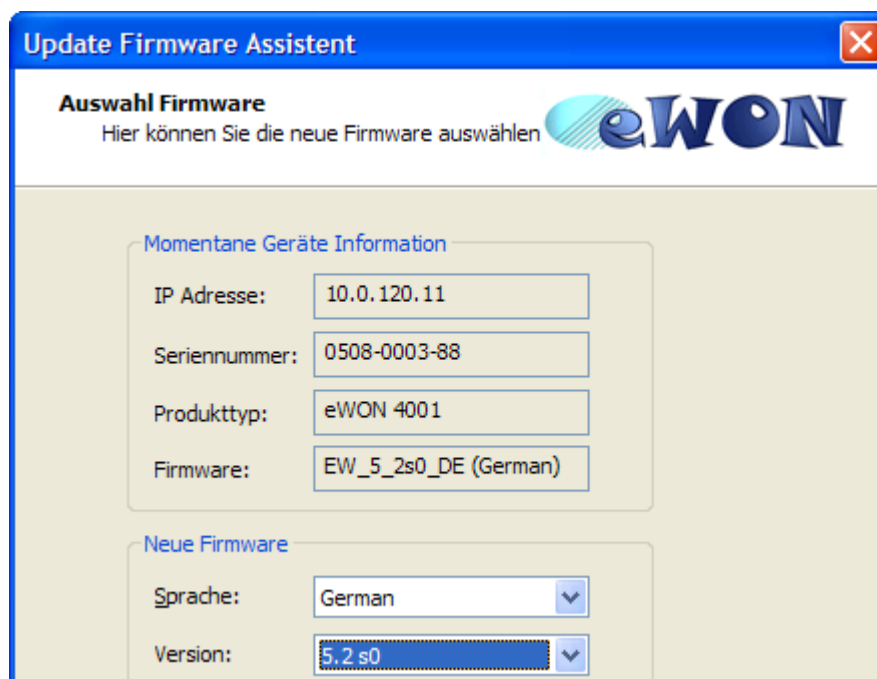 Update Firmware Assistent
Auswahl Firmware
Hier können Sie die neue Firmware auswählen
eWON
Momentane Geräte Information
IP Adresse: 10.0.120.11
Seriennummer: 0508-0003-88
Produkttyp: eWON 4001
Firmware: EW_5_2s0_DE (German)
Neue Firmware
Sprache: German
Version: 5.2 s0